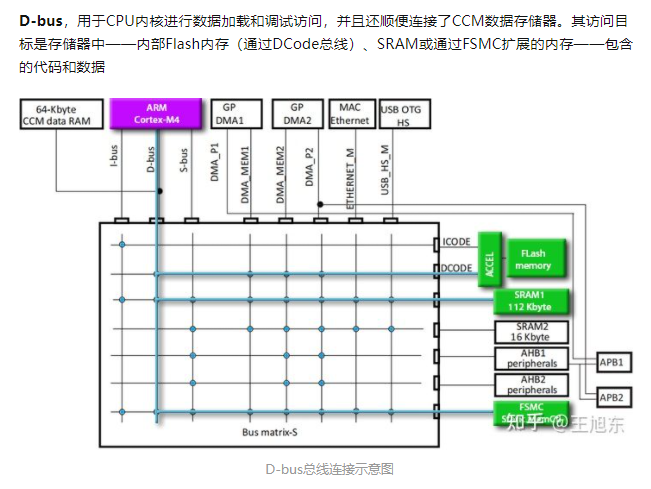 D-bus，用于CPU内核进行数据加载和调试访问，并且还顺便连接了CCM数据存储器。其访问目
标是存储器中——内部Flash内存（通过DCode总线）、SRAM或通过FSMC扩展的内存——包含
的代码和数据
64-Kbyte
CCM data RAM
ARM
Cortex-M4
GP
DMA1
GP
DMA2
MAC
Ethernet
USB OTG
HS
I-bus
D-bus
S-bus
DMA_P1
DMA_MEM1
DMA_MEM2
DMA_P2
ETHERNET_M
USB_HS_M
ICODE
DCODE
ACCEL
FLash
memory
SRAM1
112 Kbyte
SRAM2
16 Kbyte
AHB1
peripherals
AHB2
peripherals
FSMC
APB1
APB2
Bus matrix-S
知乎 @王旭东
D-bus总线连接示意图